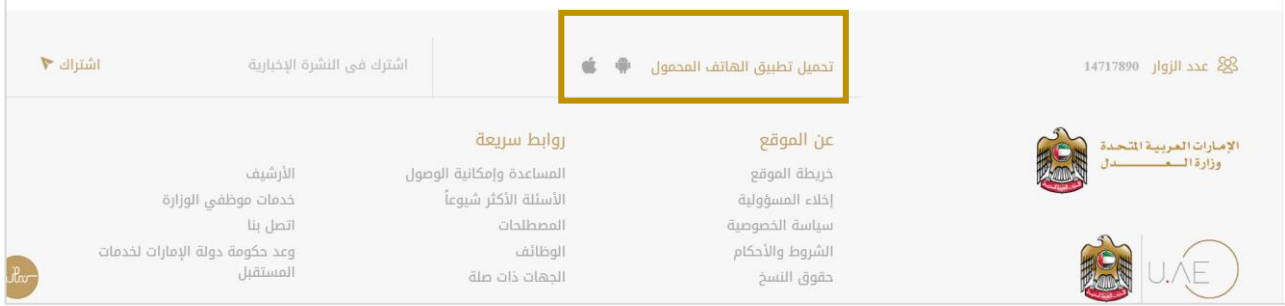 عدد الزوار 14717890
تحميل تطبيق الهاتف المحمول
اشترك فى النشرة الإخبارية
اشتراك
الإمارات العربية المتحدة
وزارة العدل
U.AE
عن الموقع
خريطة الموقع
إخلاء المسؤولية
سياسة الخصوصية
الشروط والأحكام
حقوق النسخ
روابط سريعة
المساعدة وإمكانية الوصول
الأسئلة الأكثر شيوعاً
المصطلحات
الوظائف
الجهات ذات صلة
الأرشيف
خدمات موظفي الوزارة
اتصل بنا
وعد حكومة دولة الإمارات لخدمات
المستقبل